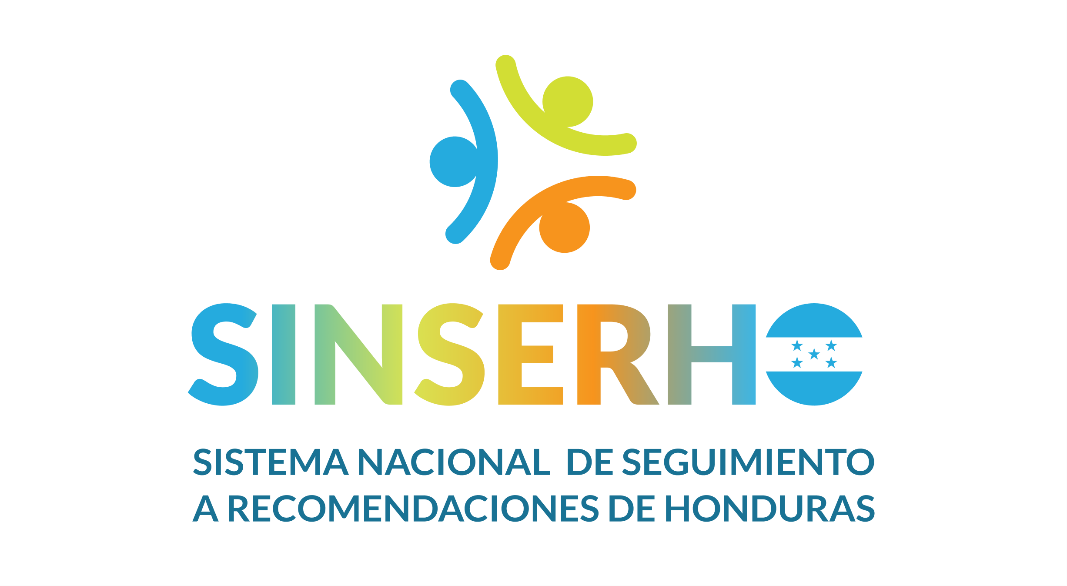 SINSERHO
SISTEMA NACIONAL DE SEGUIMIENTO
A RECOMENDACIONES DE HONDURAS